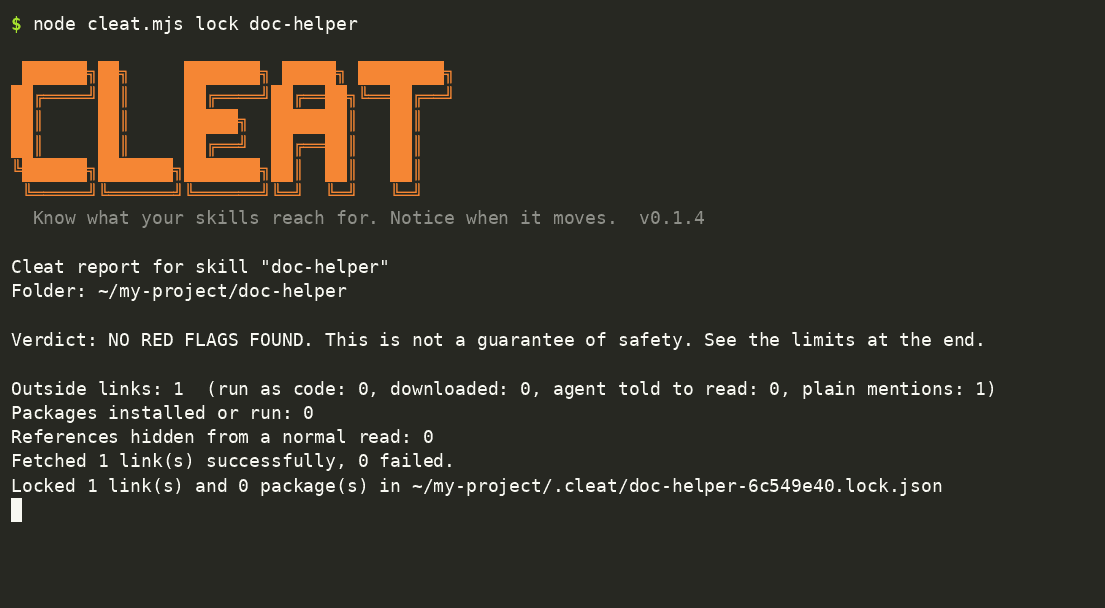 $ node cleat.mjs lock doc-helper
CLEAT
Know what your skills reach for. Notice when it moves.  v0.1.4
Cleat report for skill "doc-helper"
Folder: ~/my-project/doc-helper
Verdict: NO RED FLAGS FOUND. This is not a guarantee of safety. See the limits at the end.
Outside links: 1  (run as code: 0, downloaded: 0, agent told to read: 0, plain mentions: 1)
Packages installed or run: 0
References hidden from a normal read: 0
Fetched 1 link(s) successfully, 0 failed.
Locked 1 link(s) and 0 package(s) in ~/my-project/.cleat/doc-helper-6c549e40.lock.json